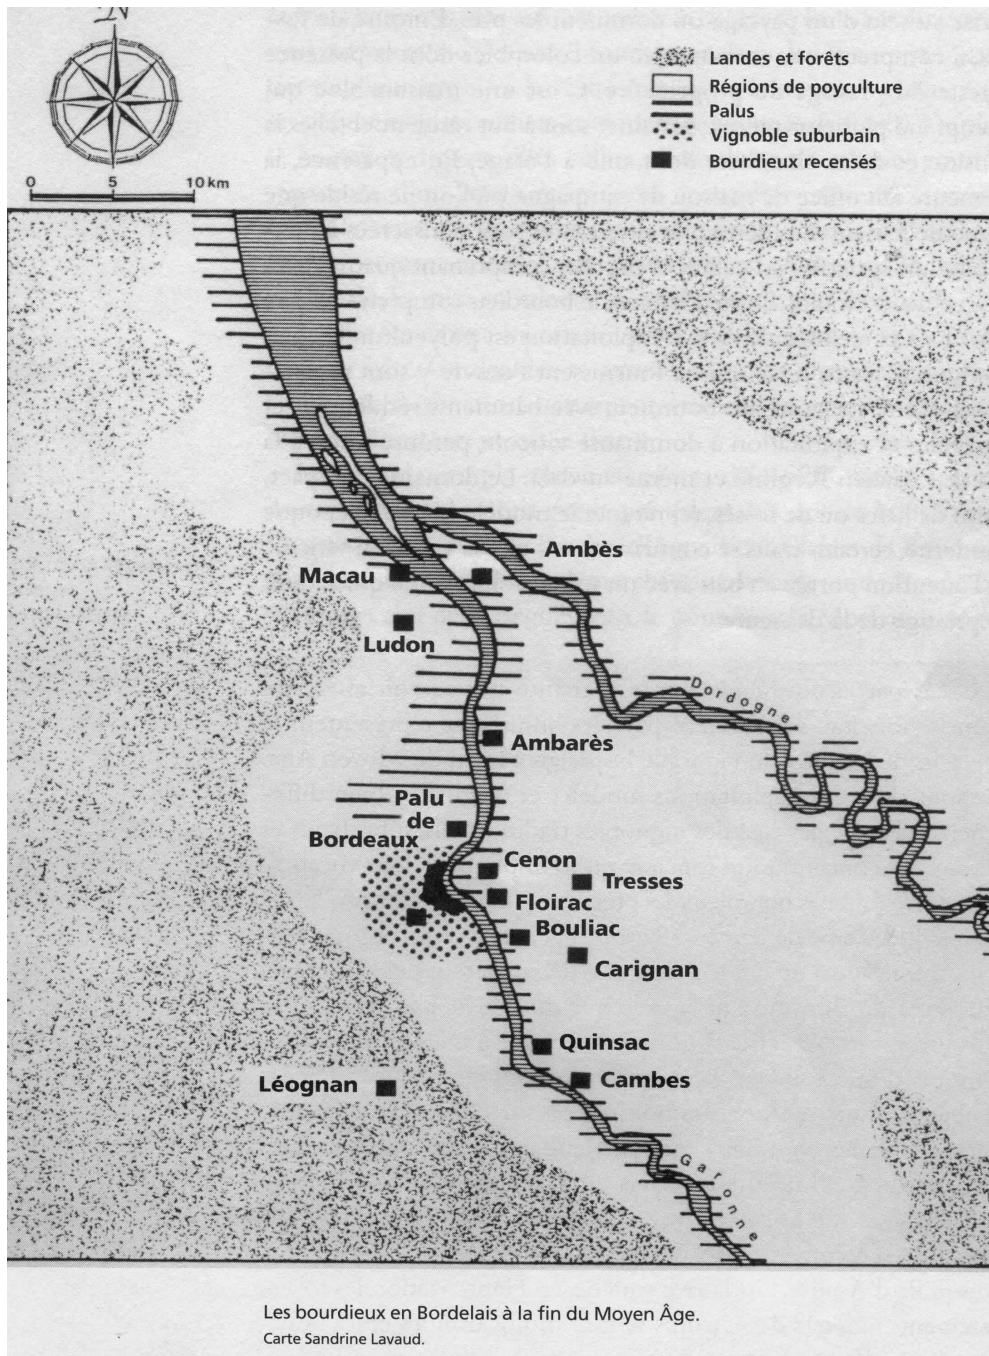 N
Landes et forêts
Régions de poyculture
Palus
Vignoble suburbain
Bourdieux recensés
0 5 10 km
Ambès
Macau
Ludon
Dordogne
Ambarès
Palu
de
Bordeaux
Cenon
Tresses
Floirac
Bouliac
Carignan
Quinsac
Léognan
Cambes
Garonne
Les bourdieux en Bordelais à la fin du Moyen Âge.
Carte Sandrine Lavaud.